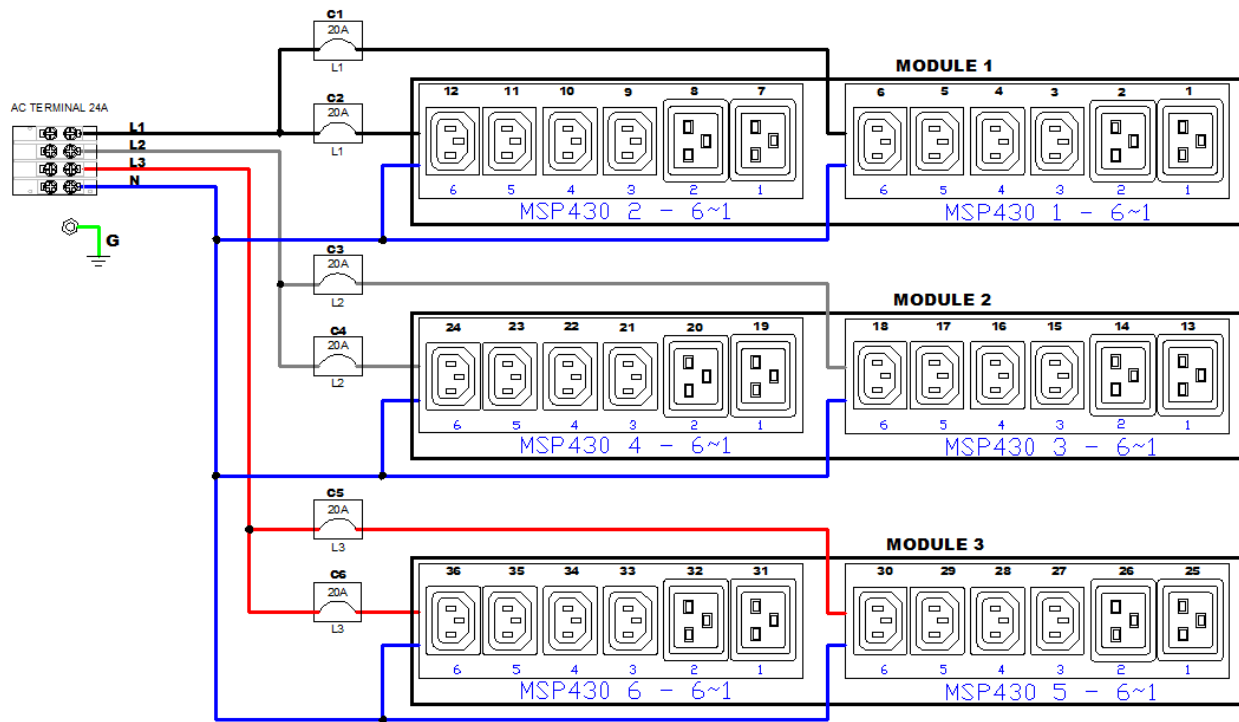 C1
20A
L1
MODULE 1
AC TERMINAL 24A
C2
20A
L1
12 11 10 9 8 7
6 5 4 3 2 1
L1
L2
L3
N
G
6 5 4 3 2 1
6 5 4 3 2 1
MSP430 2 - 6~1
MSP430 1 - 6~1
C3
20A
L2
MODULE 2
C4
20A
L2
24 23 22 21 20 19
18 17 16 15 14 13
6 5 4 3 2 1
6 5 4 3 2 1
MSP430 4 - 6~1
MSP430 3 - 6~1
C5
20A
L3
MODULE 3
C6
20A
L3
36 35 34 33 32 31
30 29 28 27 26 25
6 5 4 3 2 1
6 5 4 3 2 1
MSP430 6 - 6~1
MSP430 5 - 6~1